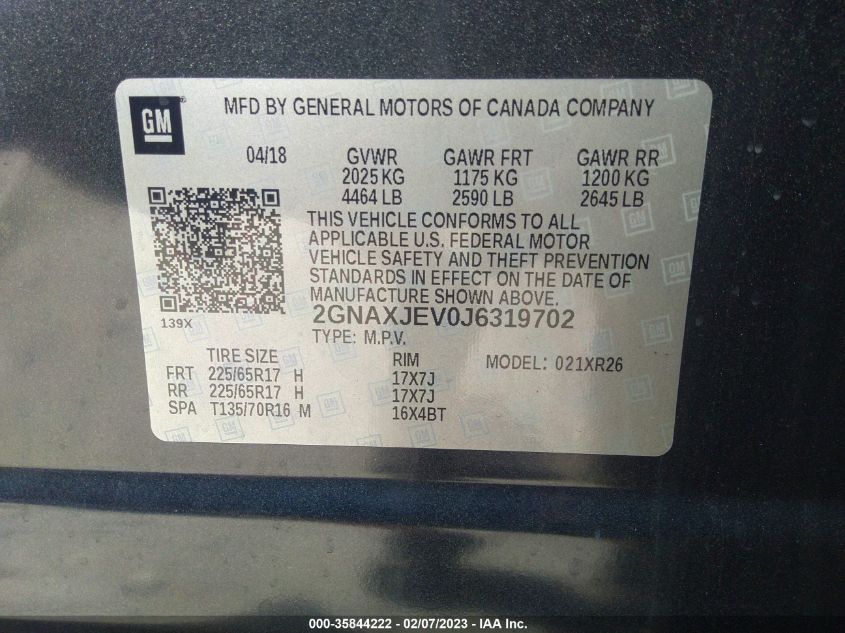 GM
MFD BY GENERAL MOTORS OF CANADA COMPANY
04/18 GVWR GAWR FRT GAWR RR
2025 KG 1175 KG 1200 KG
4464 LB 2590 LB 2645 LB
THIS VEHICLE CONFORMS TO ALL
APPLICABLE U.S. FEDERAL MOTOR
VEHICLE SAFETY AND THEFT PREVENTION
STANDARDS IN EFFECT ON THE DATE OF
MANUFACTURE SHOWN ABOVE.
139X
2GNAXJEV0J6319702
TYPE: M.P.V.
TIRE SIZE RIM MODEL: 021XR26
FRT 225/65R17 H 17X7J
RR 225/65R17 H 17X7J
SPA T135/70R16 M 16X4BT
000-35844222 - 02/07/2023 - IAA Inc.